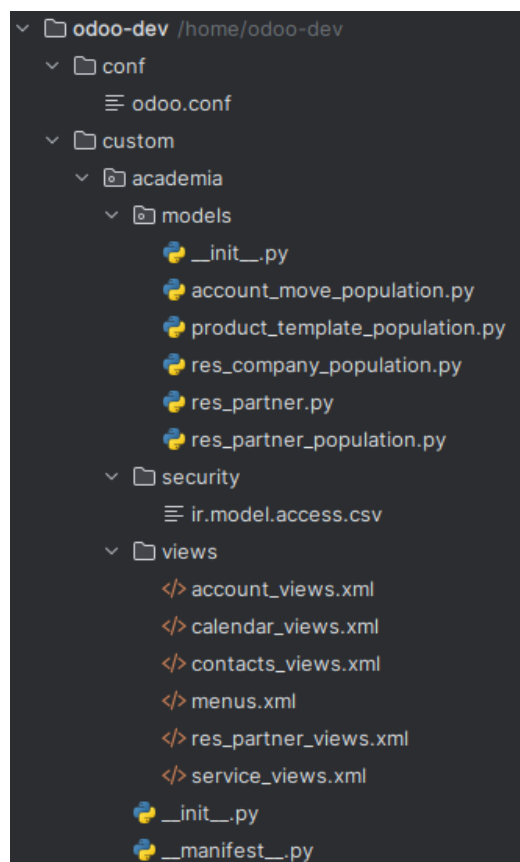 odoo-dev /home/odoo-dev
conf
odoo.conf
custom
academia
models
__init__.py
account_move_population.py
product_template_population.py
res_company_population.py
res_partner.py
res_partner_population.py
security
ir.model.access.csv
views
account_views.xml
calendar_views.xml
contacts_views.xml
menus.xml
res_partner_views.xml
service_views.xml
__init__.py
__manifest__.py